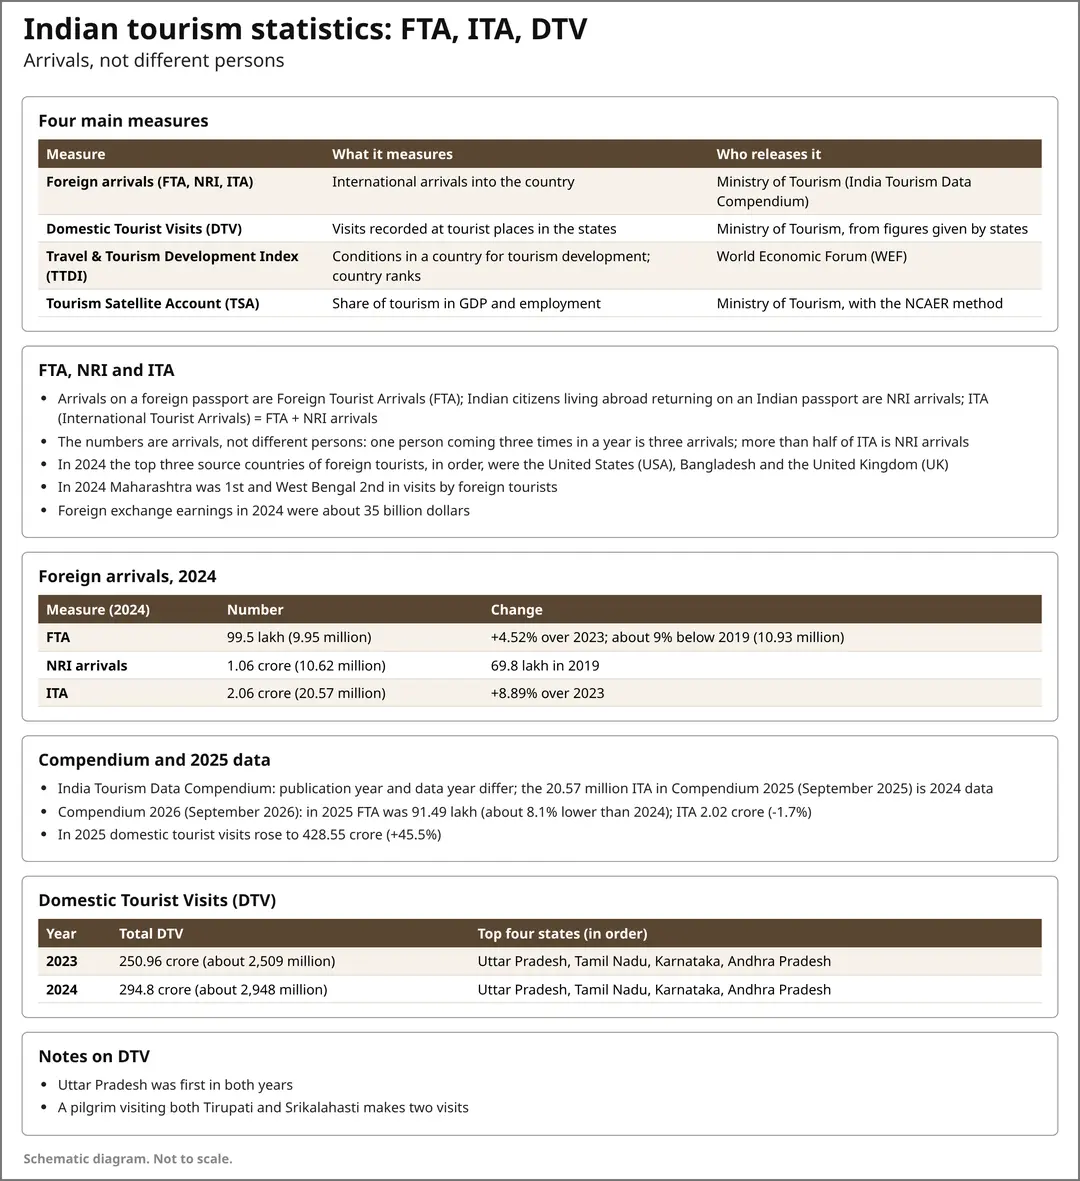 Indian tourism statistics: FTA, ITA, DTV
Arrivals, not different persons
Four main measures
Measure What it measures Who releases it
Foreign arrivals (FTA, NRI, ITA) International arrivals into the country Ministry of Tourism (India Tourism Data
Compendium)
Domestic Tourist Visits (DTV) Visits recorded at tourist places in the states Ministry of Tourism, from figures given by states
Travel & Tourism Development Index Conditions in a country for tourism development; World Economic Forum (WEF)
(TTDI) country ranks
Tourism Satellite Account (TSA) Share of tourism in GDP and employment Ministry of Tourism, with the NCAER method
FTA, NRI and ITA
• Arrivals on a foreign passport are Foreign Tourist Arrivals (FTA); Indian citizens living abroad returning on an Indian passport are NRI arrivals; ITA
(International Tourist Arrivals) = FTA + NRI arrivals
• The numbers are arrivals, not different persons: one person coming three times in a year is three arrivals; more than half of ITA is NRI arrivals
• In 2024 the top three source countries of foreign tourists, in order, were the United States (USA), Bangladesh and the United Kingdom (UK)
• In 2024 Maharashtra was 1st and West Bengal 2nd in visits by foreign tourists
• Foreign exchange earnings in 2024 were about 35 billion dollars
Foreign arrivals, 2024
Measure (2024) Number Change
FTA 99.5 lakh (9.95 million) +4.52% over 2023; about 9% below 2019 (10.93 million)
NRI arrivals 1.06 crore (10.62 million) 69.8 lakh in 2019
ITA 2.06 crore (20.57 million) +8.89% over 2023
Compendium and 2025 data
• India Tourism Data Compendium: publication year and data year differ; the 20.57 million ITA in Compendium 2025 (September 2025) is 2024 data
• Compendium 2026 (September 2026): in 2025 FTA was 91.49 lakh (about 8.1% lower than 2024); ITA 2.02 crore (-1.7%)
• In 2025 domestic tourist visits rose to 428.55 crore (+45.5%)
Domestic Tourist Visits (DTV)
Year Total DTV Top four states (in order)
2023 250.96 crore (about 2,509 million) Uttar Pradesh, Tamil Nadu, Karnataka, Andhra Pradesh
2024 294.8 crore (about 2,948 million) Uttar Pradesh, Tamil Nadu, Karnataka, Andhra Pradesh
Notes on DTV
• Uttar Pradesh was first in both years
• A pilgrim visiting both Tirupati and Srikalahasti makes two visits
Schematic diagram. Not to scale.